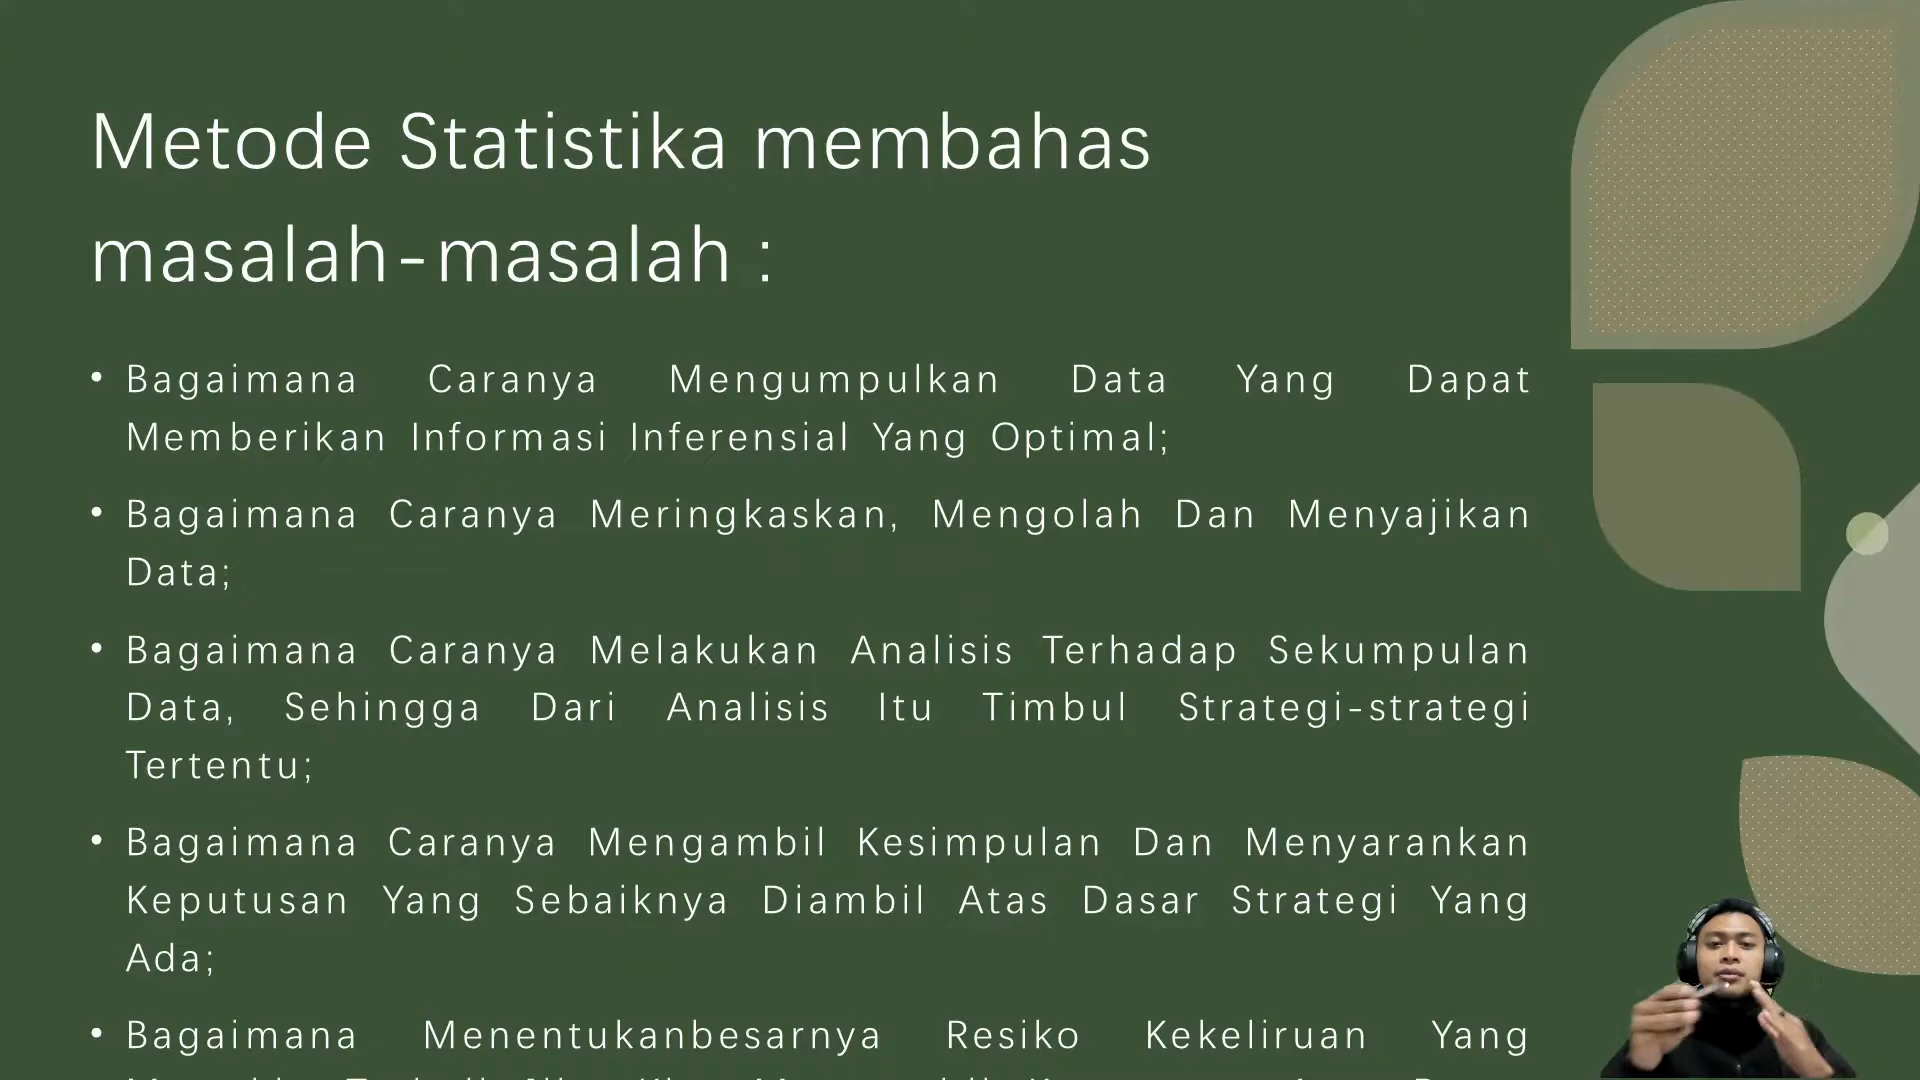 Metode Statistika membahas
masalah-masalah :
• Bagaimana Caranya Mengumpulkan Data Yang Dapat
Memberikan Informasi Inferensial Yang Optimal;
• Bagaimana Caranya Meringkaskan, Mengolah Dan Menyajikan
Data;
• Bagaimana Caranya Melakukan Analisis Terhadap Sekumpulan
Data, Sehingga Dari Analisis Itu Timbul Strategi-strategi
Tertentu;
• Bagaimana Caranya Mengambil Kesimpulan Dan Menyarankan
Keputusan Yang Sebaiknya Diambil Atas Dasar Strategi Yang
Ada;
• Bagaimana Menentukanbesarnya Resiko Kekeliruan Yang